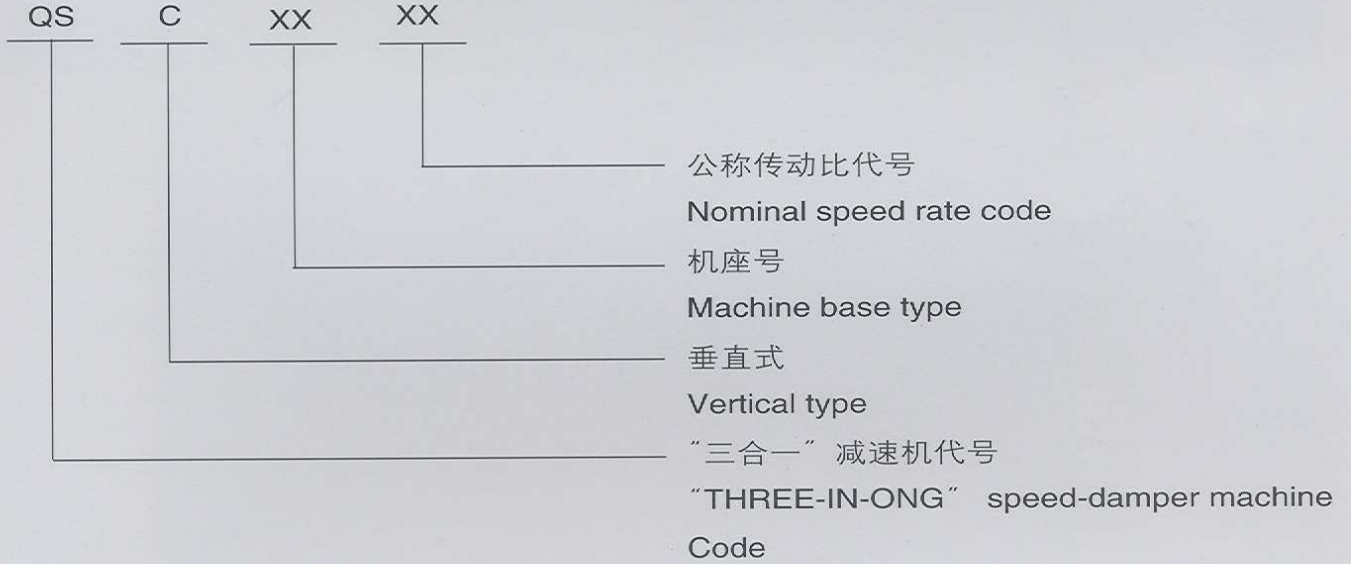 QS C XX XX
公称传动比代号
Nominal speed rate code
机座号
Machine base type
垂直式
Vertical type
"三合一" 减速机代号
"THREE-IN-ONG" speed-damper machine
Code